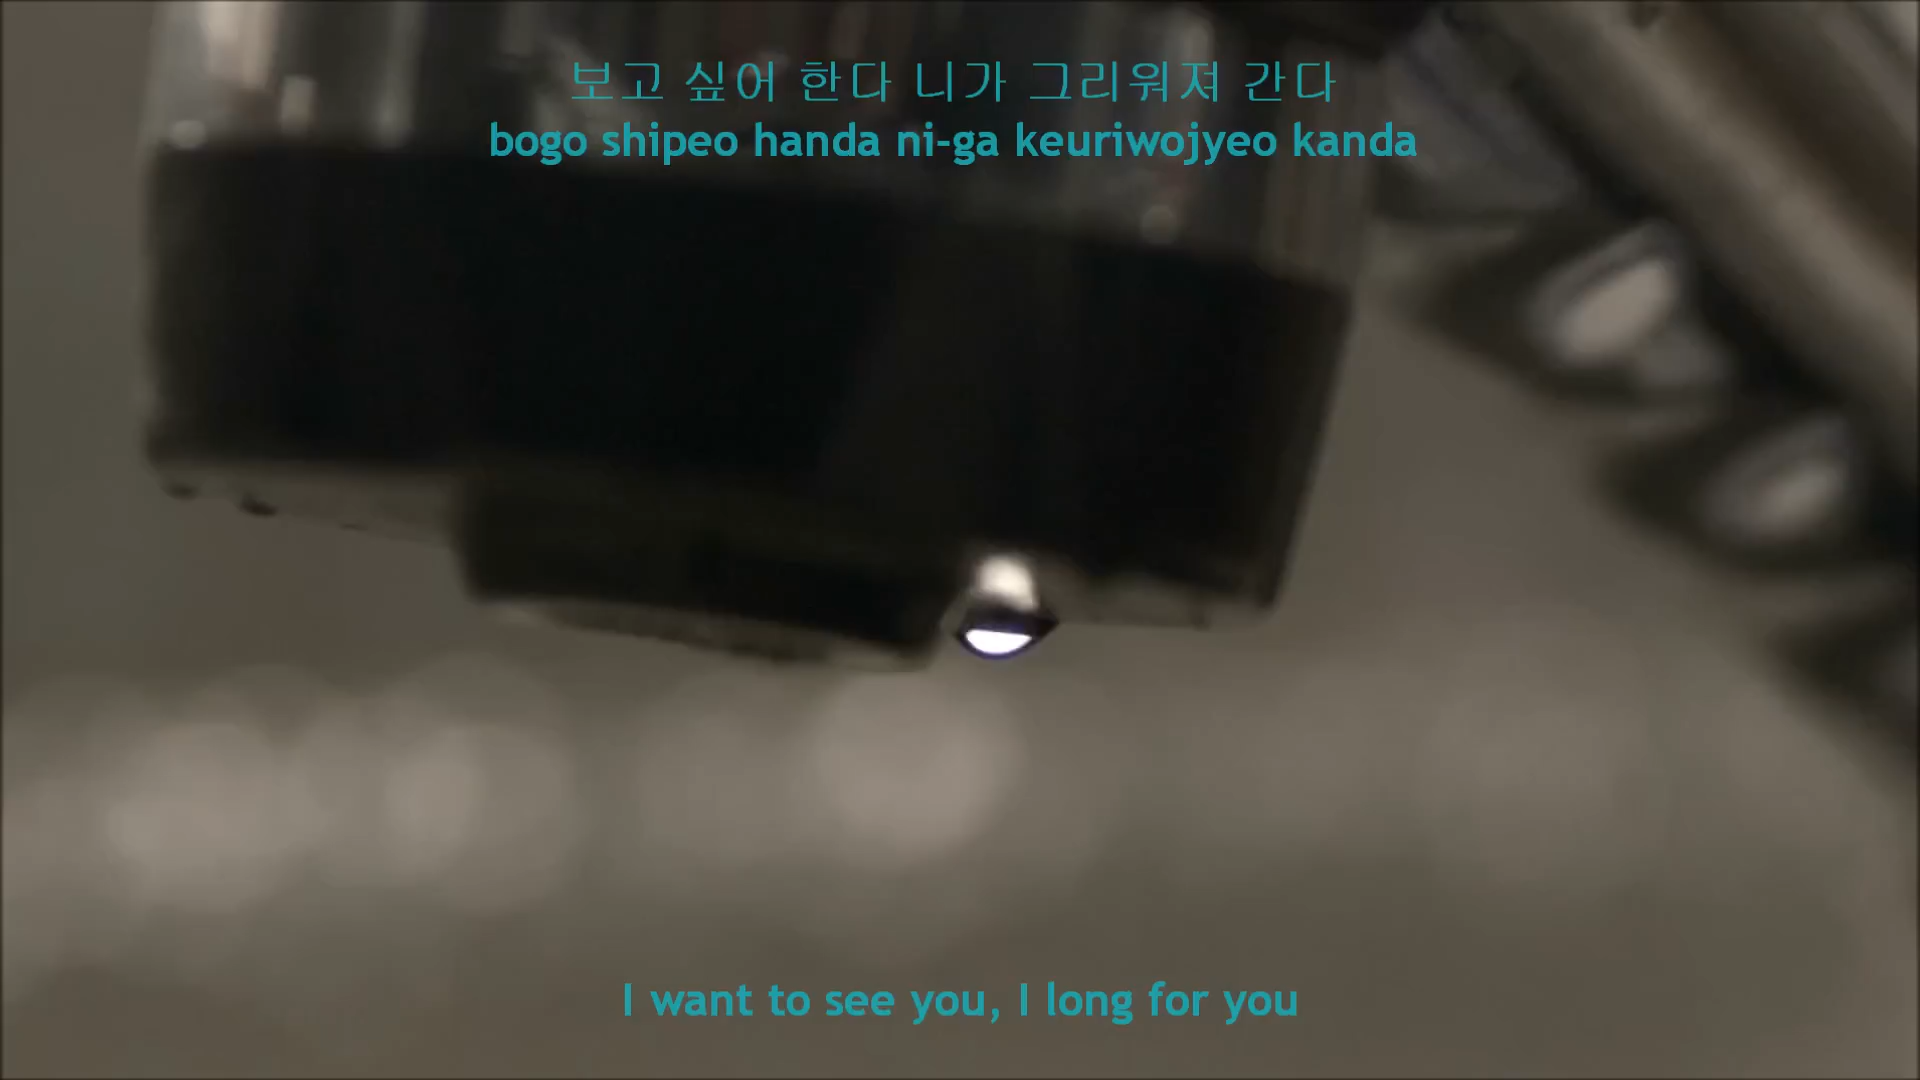 보고 싶어 한다 니가 그리워져 간다
bogo shipeo handa ni-ga keuriwojyeo kanda
I want to see you, I long for you